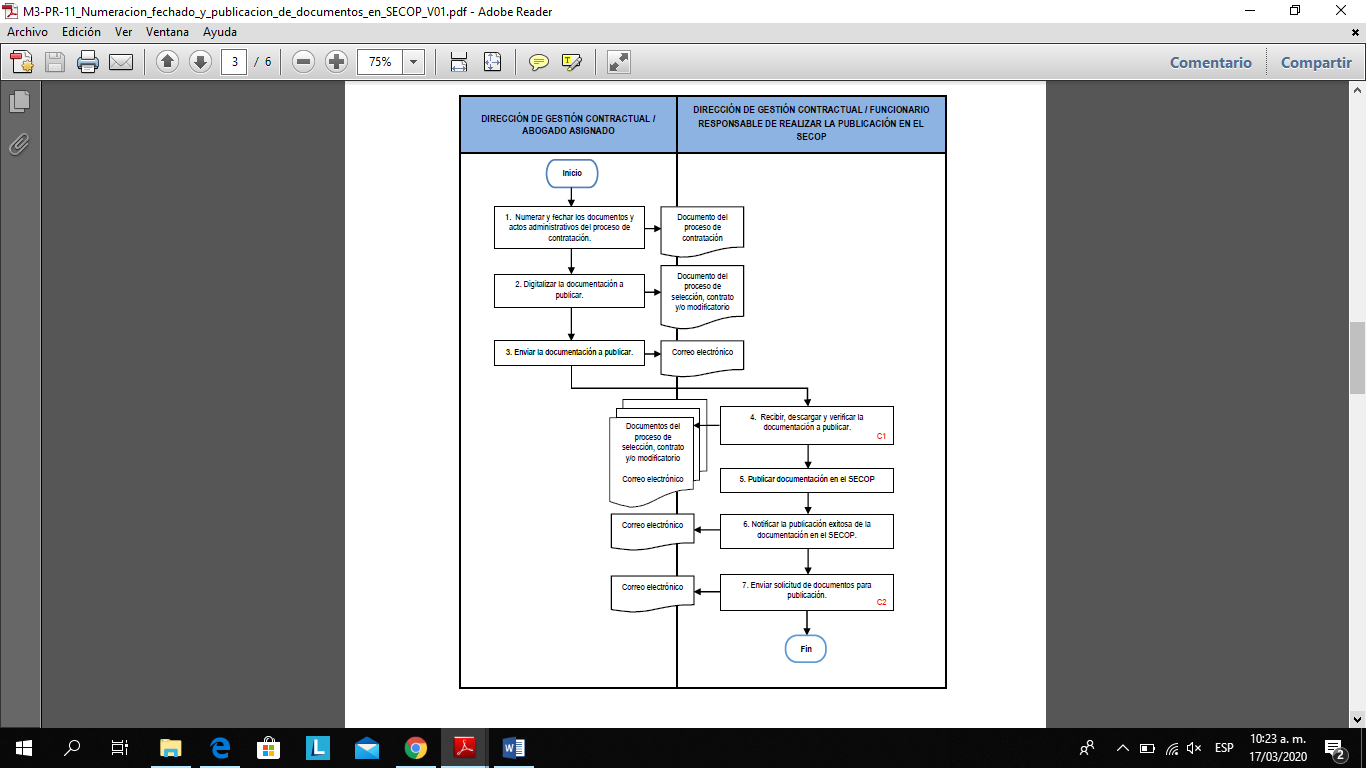 M3-PR-11_Numeracion_fechado_y_publicacion_de_documentos_en_SECOP_V01.pdf - Adobe Reader
Archivo Edición Ver Ventana Ayuda
3 / 6 75% Comentario Compartir
DIRECCIÓN DE GESTIÓN CONTRACTUAL /
ABOGADO ASIGNADO
DIRECCIÓN DE GESTIÓN CONTRACTUAL / FUNCIONARIO
RESPONSABLE DE REALIZAR LA PUBLICACIÓN EN EL
SECOP
Inicio
1. Numerar y fechar los documentos y
actos administrativos del proceso de
contratación.
Documento del
proceso de
contratación
2. Digitalizar la documentación a
publicar.
Documento del
proceso de
selección, contrato
y/o modificatorio
3. Enviar la documentación a publicar.
Correo electrónico
4. Recibir, descargar y verificar la
documentación a publicar.
C1
Documentos del
proceso de
selección, contrato
y/o modificatorio
Correo electrónico
5. Publicar documentación en el SECOP
6. Notificar la publicación exitosa de la
documentación en el SECOP.
Correo electrónico
7. Enviar solicitud de documentos para
publicación.
C2
Correo electrónico
Fin
ESP
10:23 a. m.
17/03/2020
2